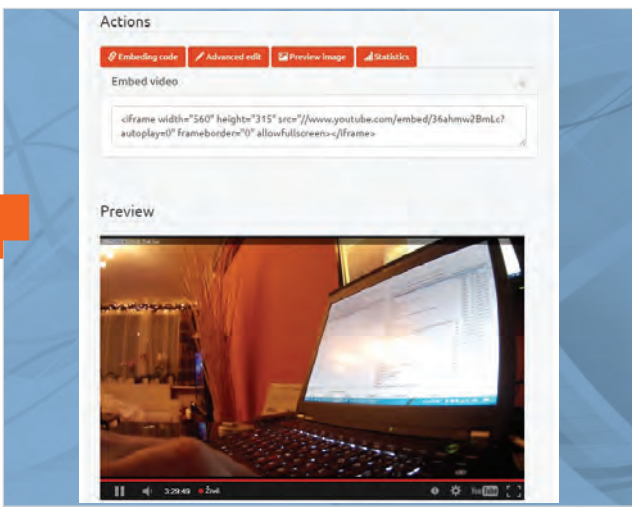 Actions
Embeding code Advanced edit Preview image Statistics
Embed video
<iframe width="560" height="315" src="//www.youtube.com/embed/36ahmw2BmLc?
autoplay=0" frameborder="0" allowfullscreen></iframe>
Preview
3:29:49 Živě YouTube